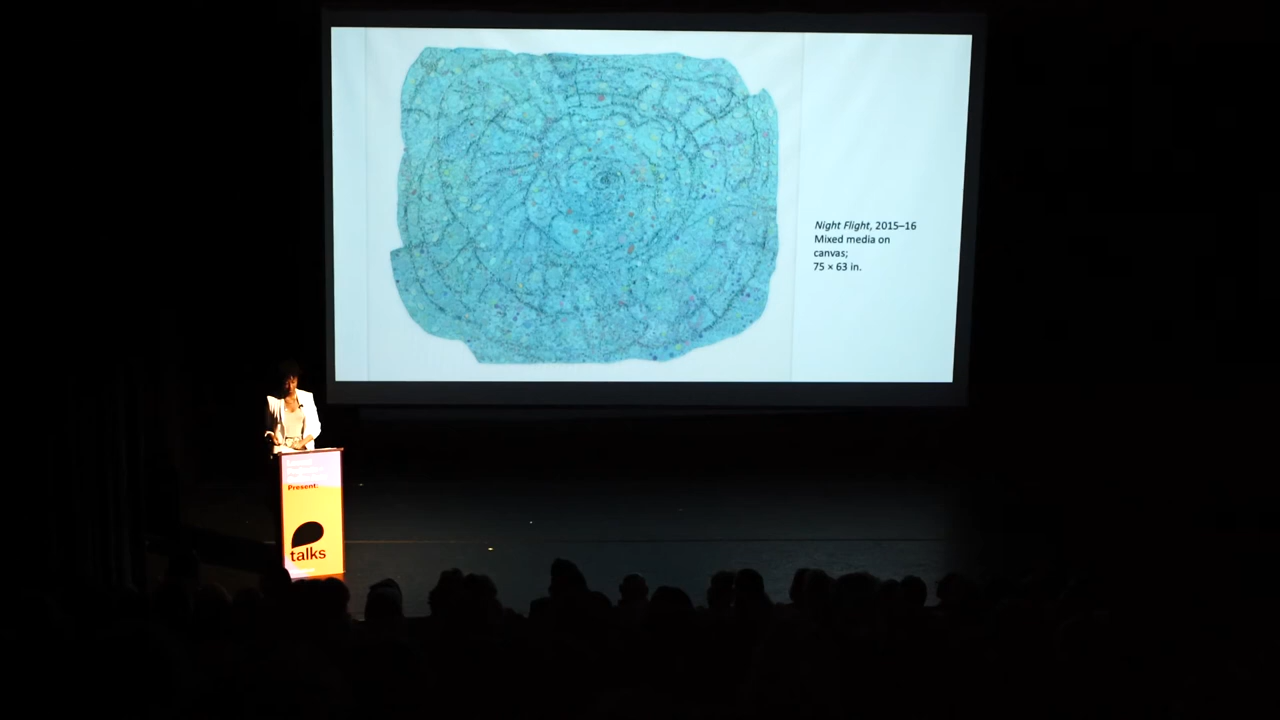 Night Flight, 2015–16
Mixed media on
canvas;
75 × 63 in.
Present.
talks